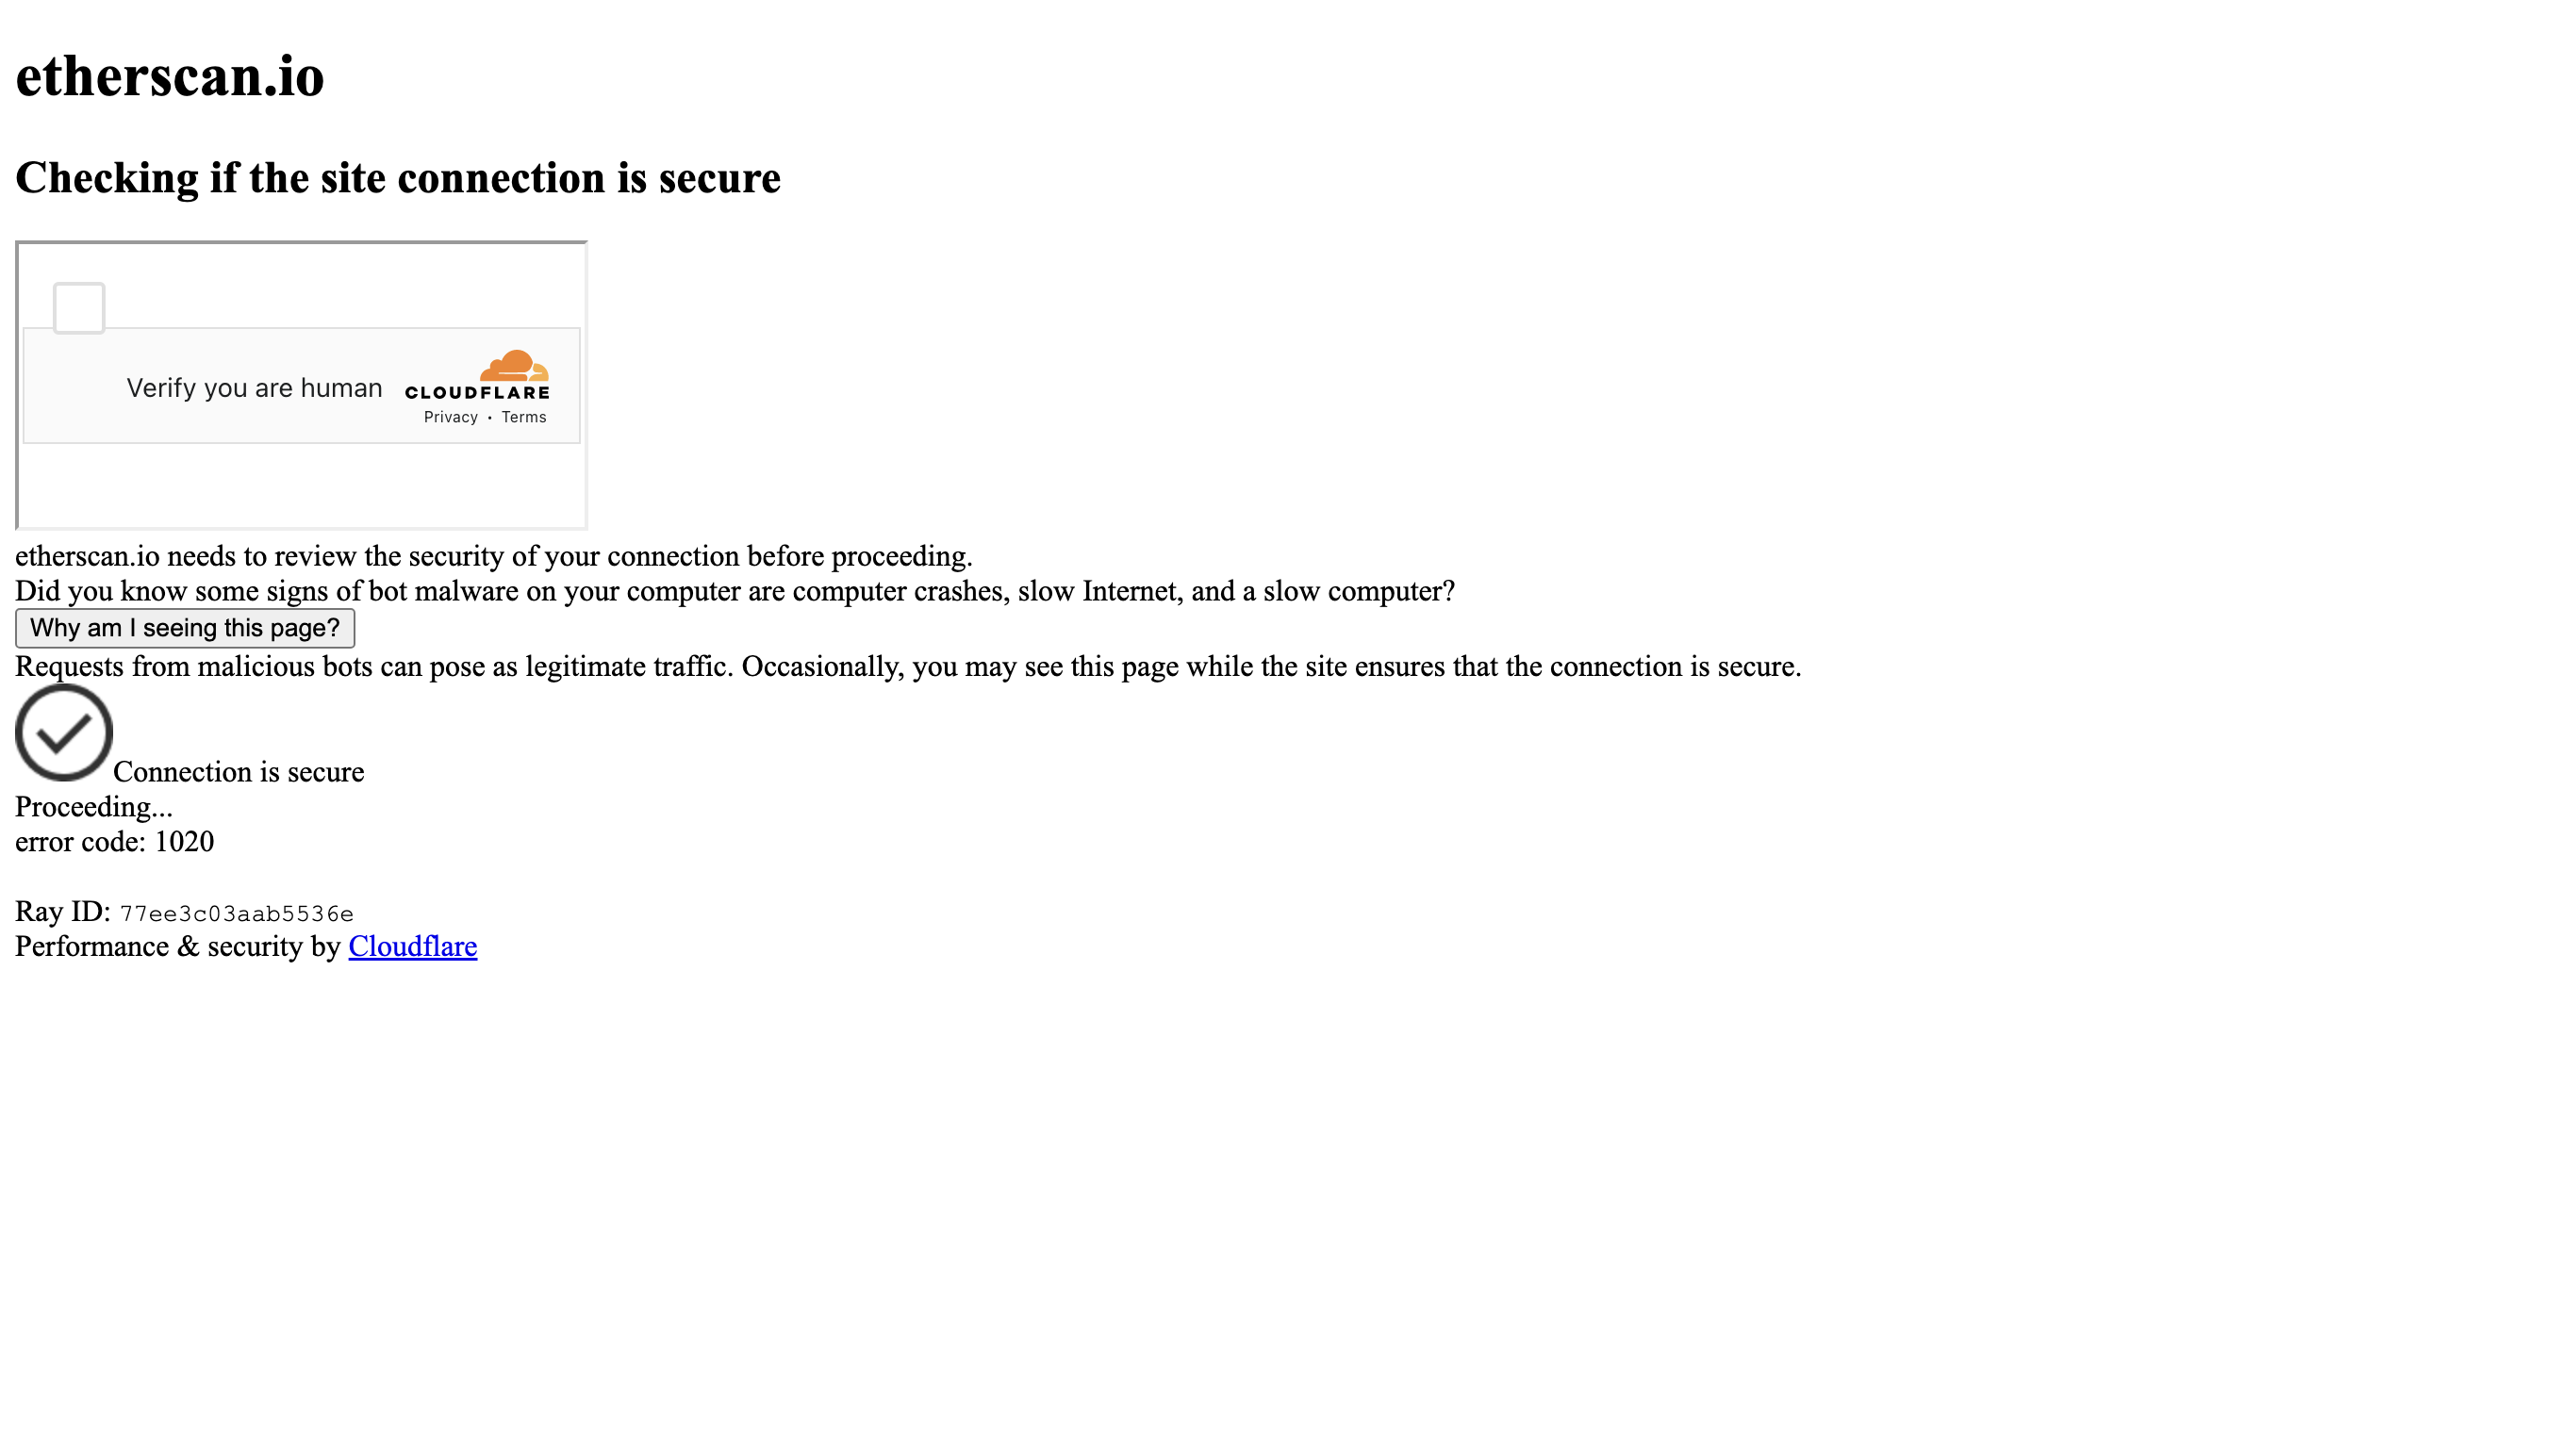 etherscan.io
Checking if the site connection is secure
Verify you are human
CLOUDFLARE
Privacy • Terms
etherscan.io needs to review the security of your connection before proceeding.
Did you know some signs of bot malware on your computer are computer crashes, slow Internet, and a slow computer?
Why am I seeing this page?
Requests from malicious bots can pose as legitimate traffic. Occasionally, you may see this page while the site ensures that the connection is secure.
Connection is secure
Proceeding...
error code: 1020
Ray ID: 77ee3c03aab5536e
Performance & security by Cloudflare